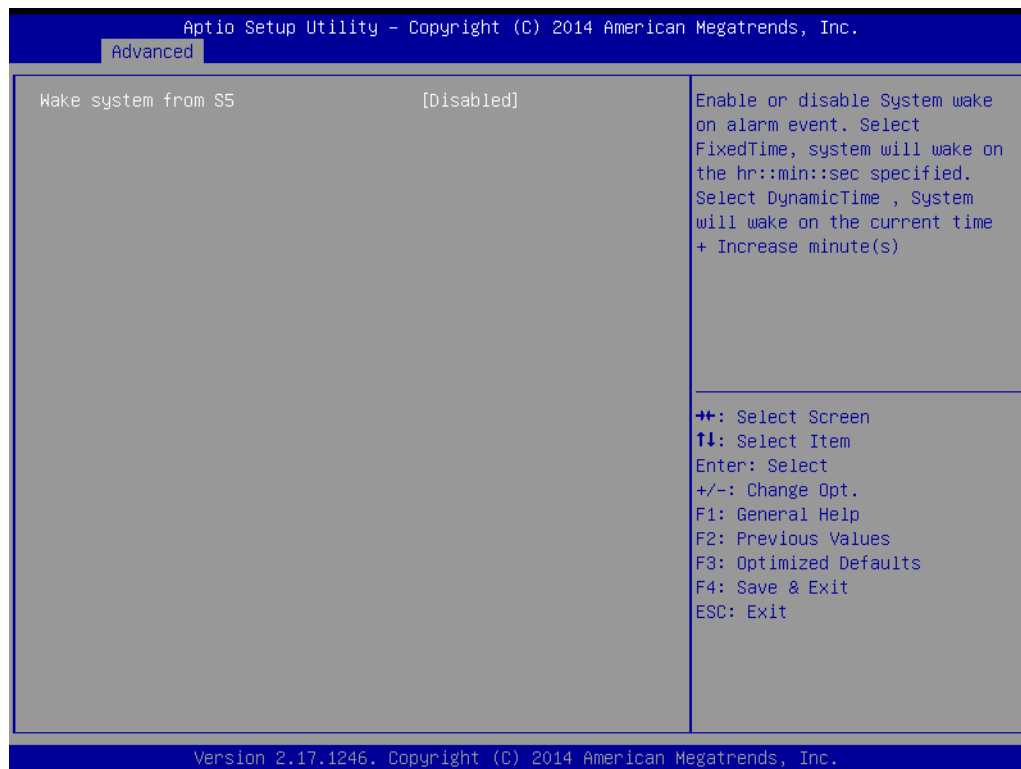 Aptio Setup Utility – Copyright (C) 2014 American Megatrends, Inc.
Advanced
Wake system from S5 [Disabled]
Enable or disable System wake
on alarm event. Select
FixedTime, system will wake on
the hr::min::sec specified.
Select DynamicTime , System
will wake on the current time
+ Increase minute(s)
→←: Select Screen
↑↓: Select Item
Enter: Select
+/-: Change Opt.
F1: General Help
F2: Previous Values
F3: Optimized Defaults
F4: Save & Exit
ESC: Exit
Version 2.17.1246. Copyright (C) 2014 American Megatrends, Inc.